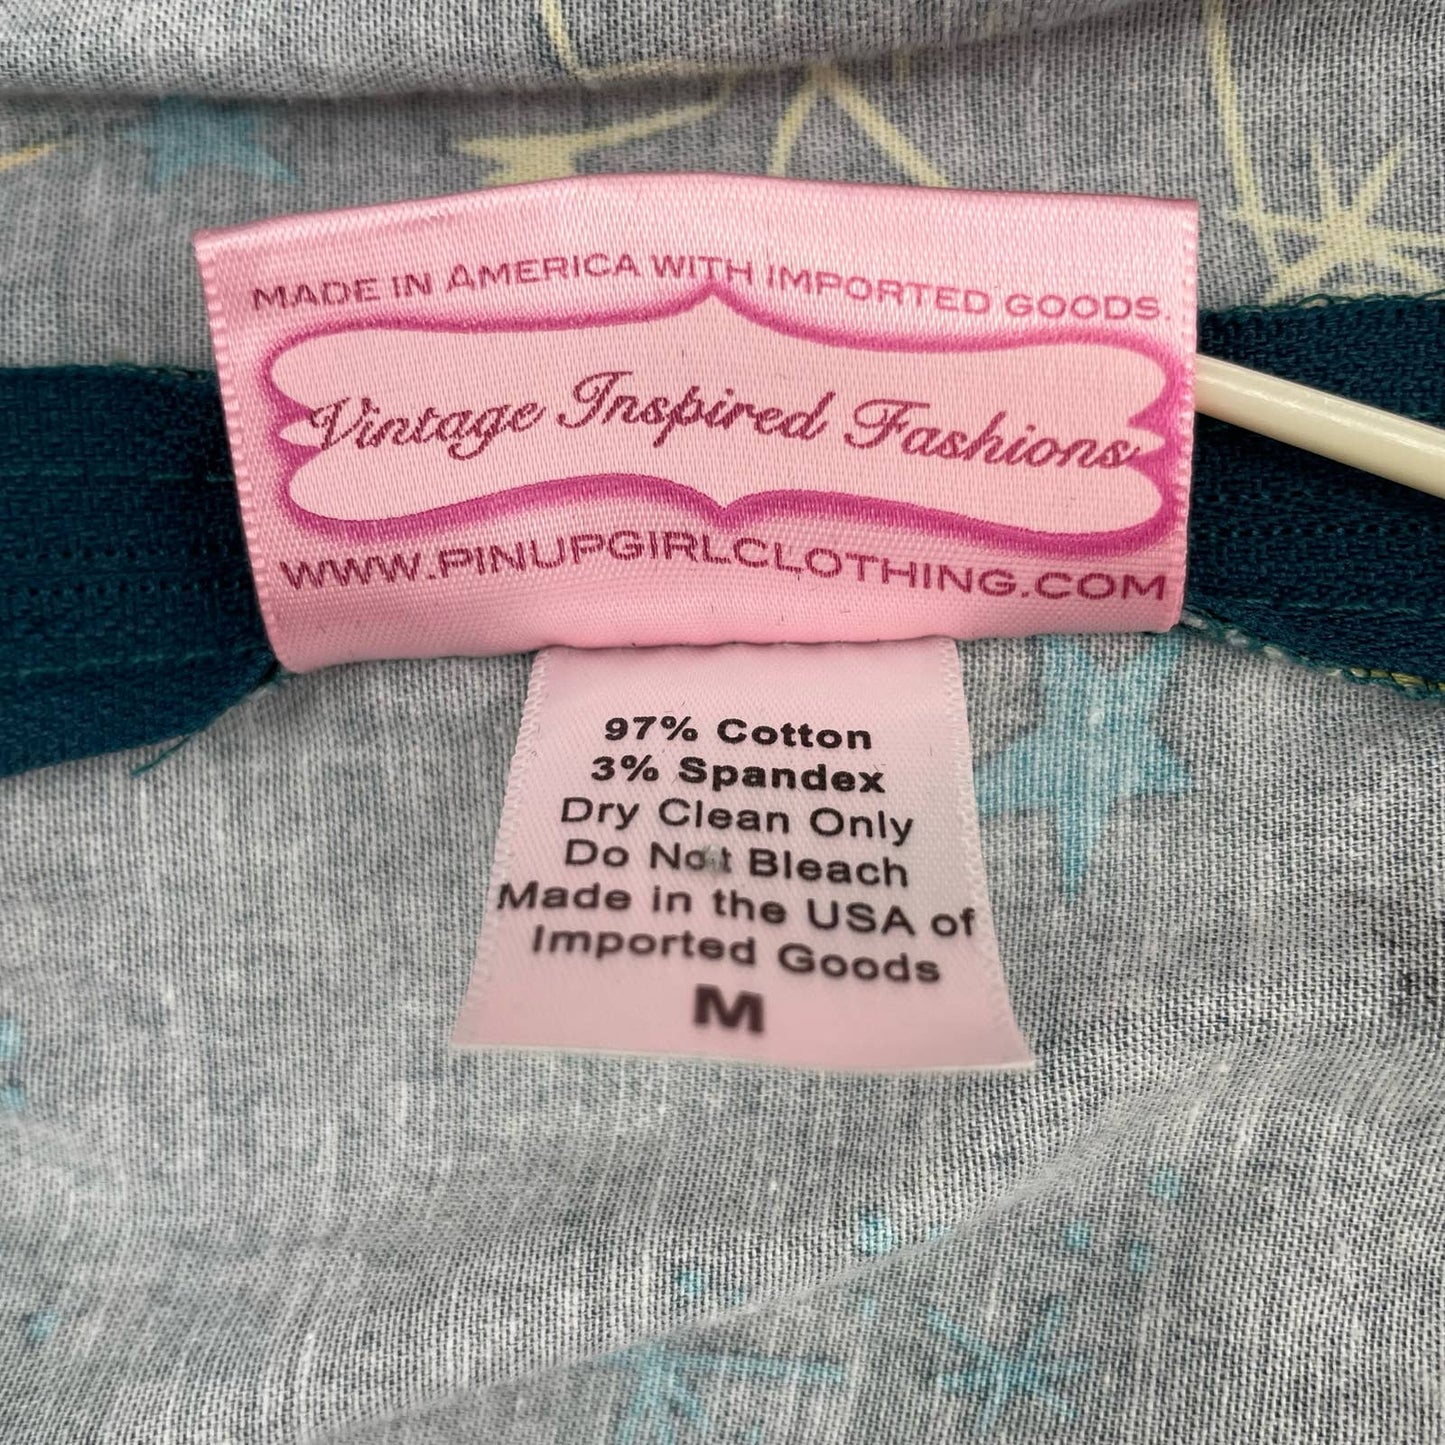 MADE IN AMERICA WITH IMPORTED GOODS.
Vintage Inspired Fashions
WWW.PINUPGIRLCLOTHING.COM
97% Cotton
3% Spandex
Dry Clean Only
Do Not Bleach
Made in the USA of
Imported Goods
M